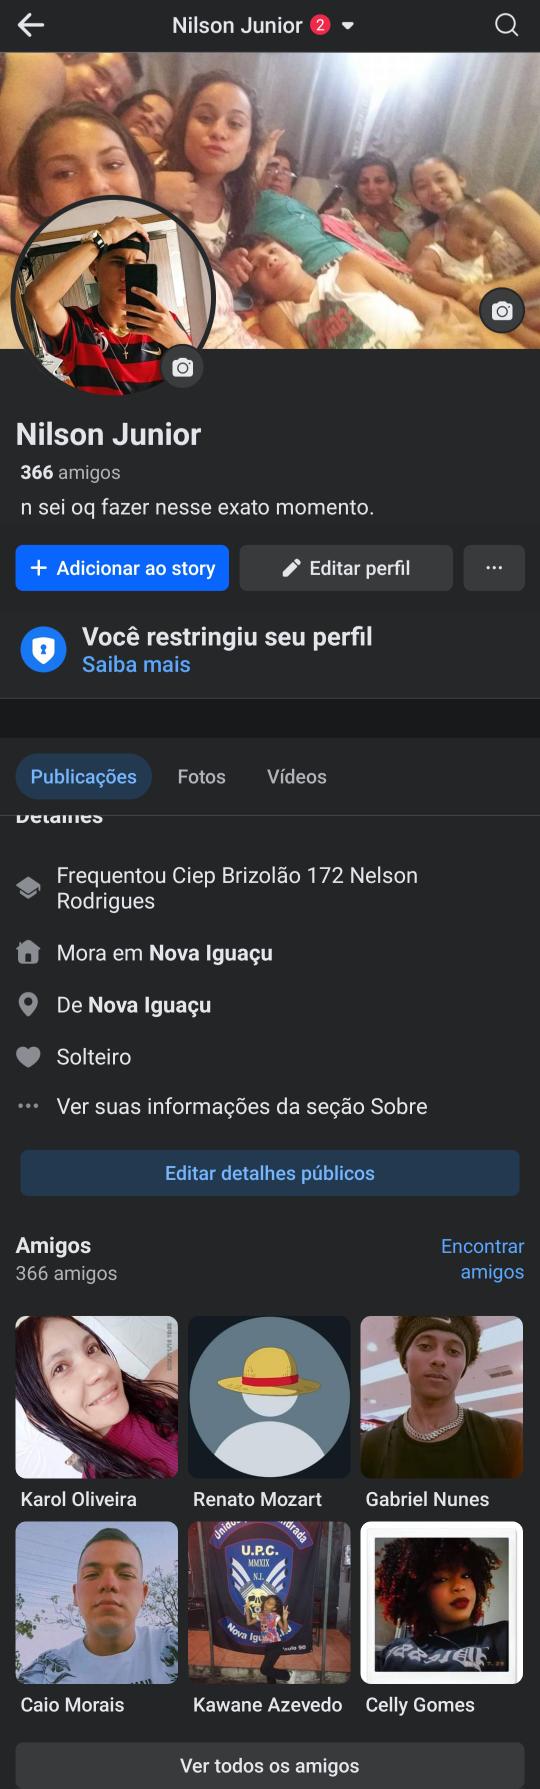 Nilson Junior 2
Nilson Junior
366 amigos
n sei oq fazer nesse exato momento.
+ Adicionar ao story
Editar perfil
...
Você restringiu seu perfil
Saiba mais
Publicações
Fotos
Vídeos
Detalhes
Frequentou Ciep Brizolão 172 Nelson
Rodrigues
Mora em Nova Iguaçu
De Nova Iguaçu
Solteiro
... Ver suas informações da seção Sobre
Editar detalhes públicos
Amigos
366 amigos
Encontrar
amigos
Karol Oliveira
Renato Mozart
Gabriel Nunes
U.P.C.
MMXIX
N.I.
Caio Morais
Kawane Azevedo
Celly Gomes
Ver todos os amigos